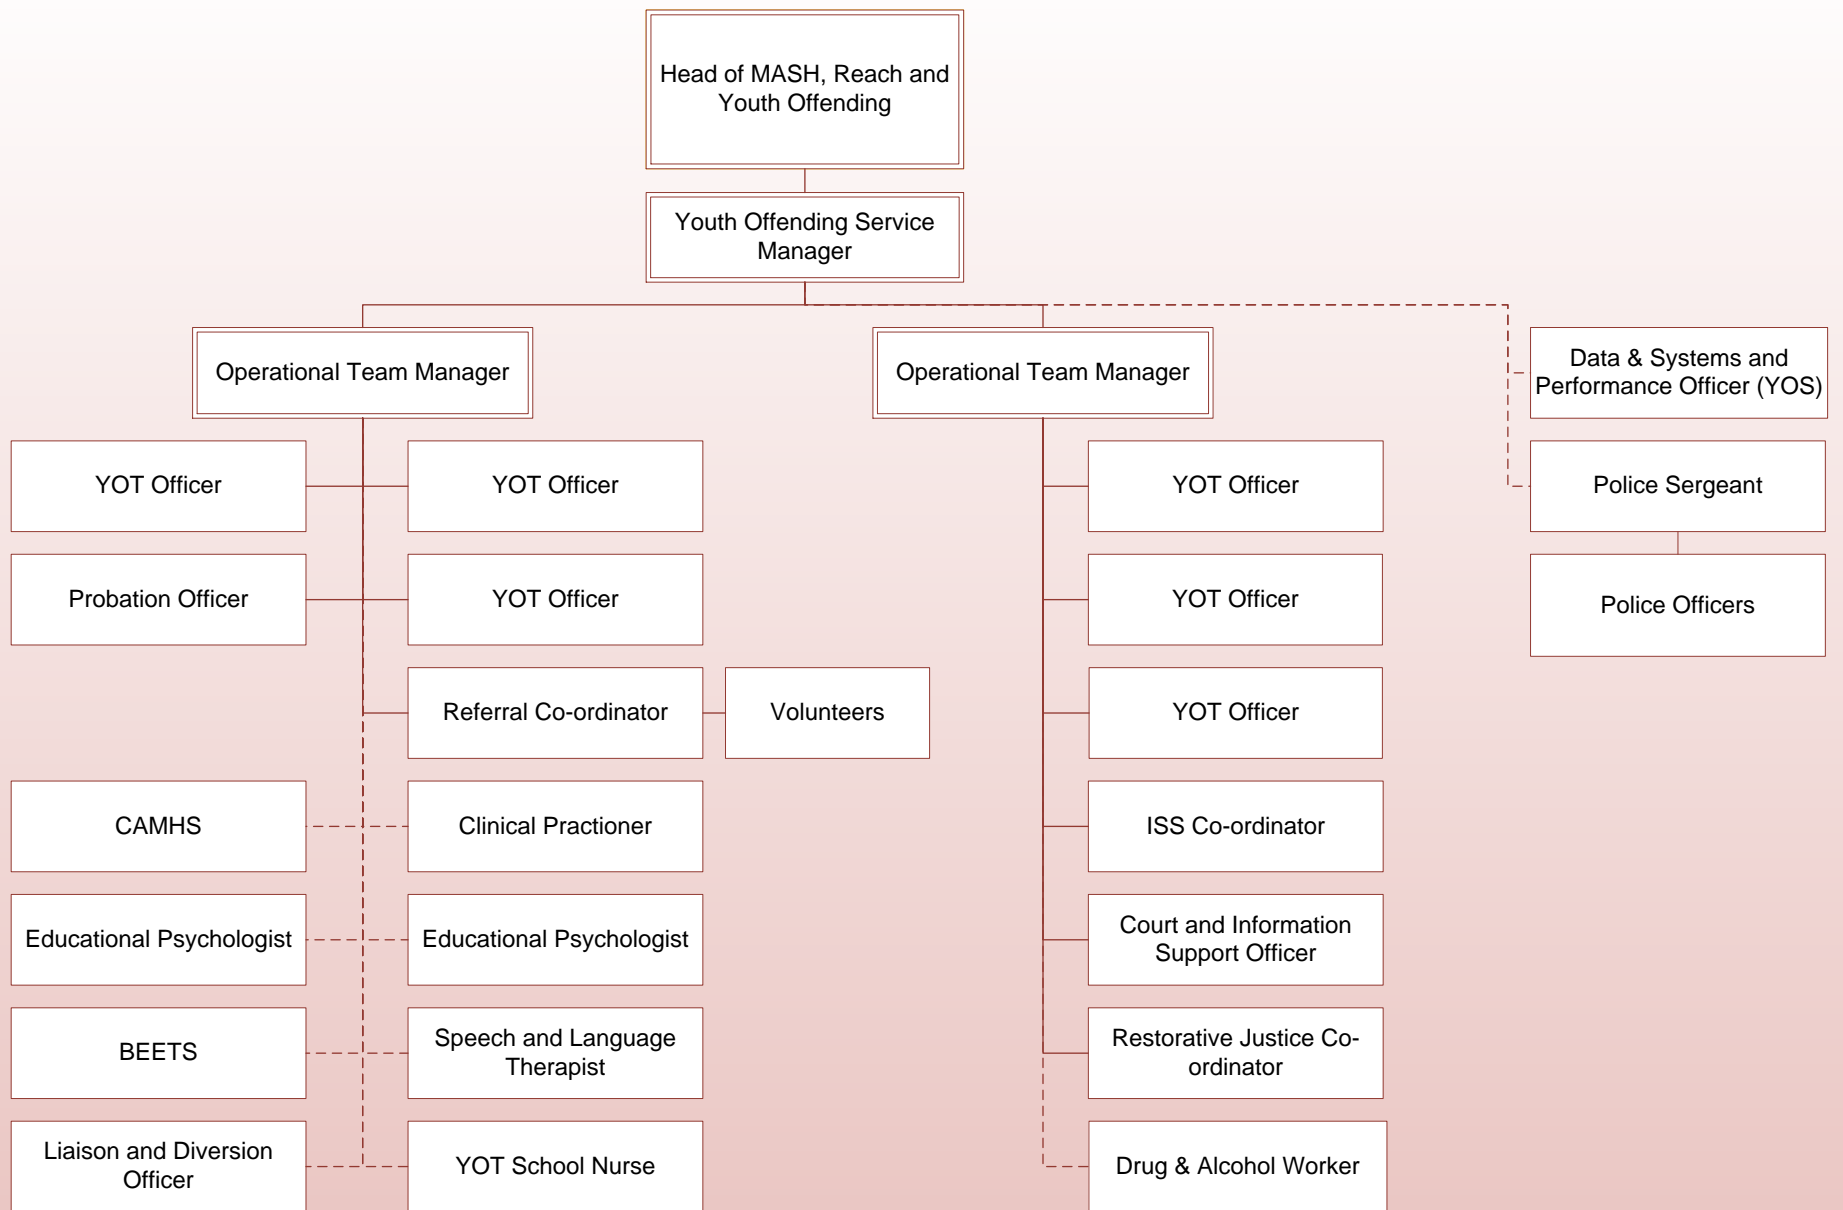 Head of MASH, Reach and
Youth Offending
Youth Offending Service
Manager
Operational Team Manager
Operational Team Manager
Data & Systems and
Performance Officer (YOS)
YOT Officer
YOT Officer
YOT Officer
Police Sergeant
Probation Officer
YOT Officer
YOT Officer
Police Officers
Referral Co-ordinator
Volunteers
YOT Officer
CAMHS
Clinical Practioner
ISS Co-ordinator
Educational Psychologist
Educational Psychologist
Court and Information
Support Officer
BEETS
Speech and Language
Therapist
Restorative Justice Co-
ordinator
Liaison and Diversion
Officer
YOT School Nurse
Drug & Alcohol Worker